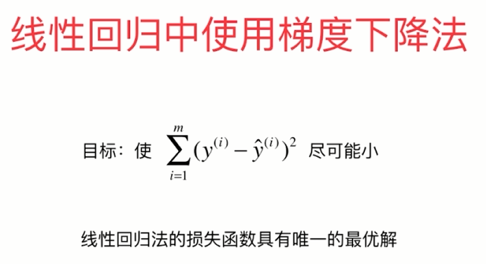 线性回归中使用梯度下降法
目标：使 $\sum_{i=1}^{m}(y^{(i)} - \hat{y}^{(i)})^2$ 尽可能小
线性回归法的损失函数具有唯一的最优解